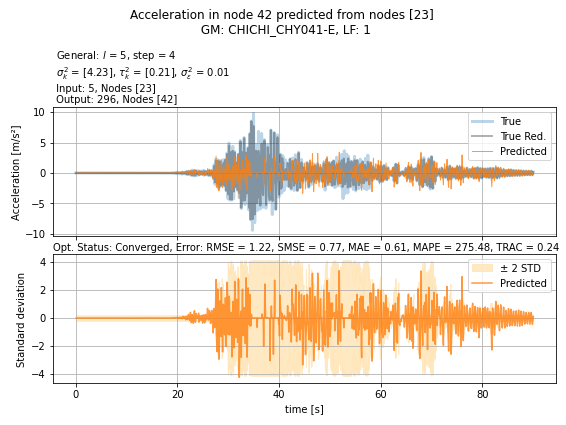 Acceleration in node 42 predicted from nodes [23]
GM: CHICHI_CHY041-E, LF: 1
General: l = 5, step = 4
σ²ₖ = [4.23], τ²ₖ = [0.21], σ²_ε = 0.01
Input: 5, Nodes [23]
Output: 296, Nodes [42]
10
5
0
−5
−10
Acceleration [m/s²]
True
True Red.
Predicted
Opt. Status: Converged, Error: RMSE = 1.22, SMSE = 0.77, MAE = 0.61, MAPE = 275.48, TRAC = 0.24
4
2
0
−2
−4
Standard deviation
± 2 STD
Predicted
0 20 40 60 80
time [s]